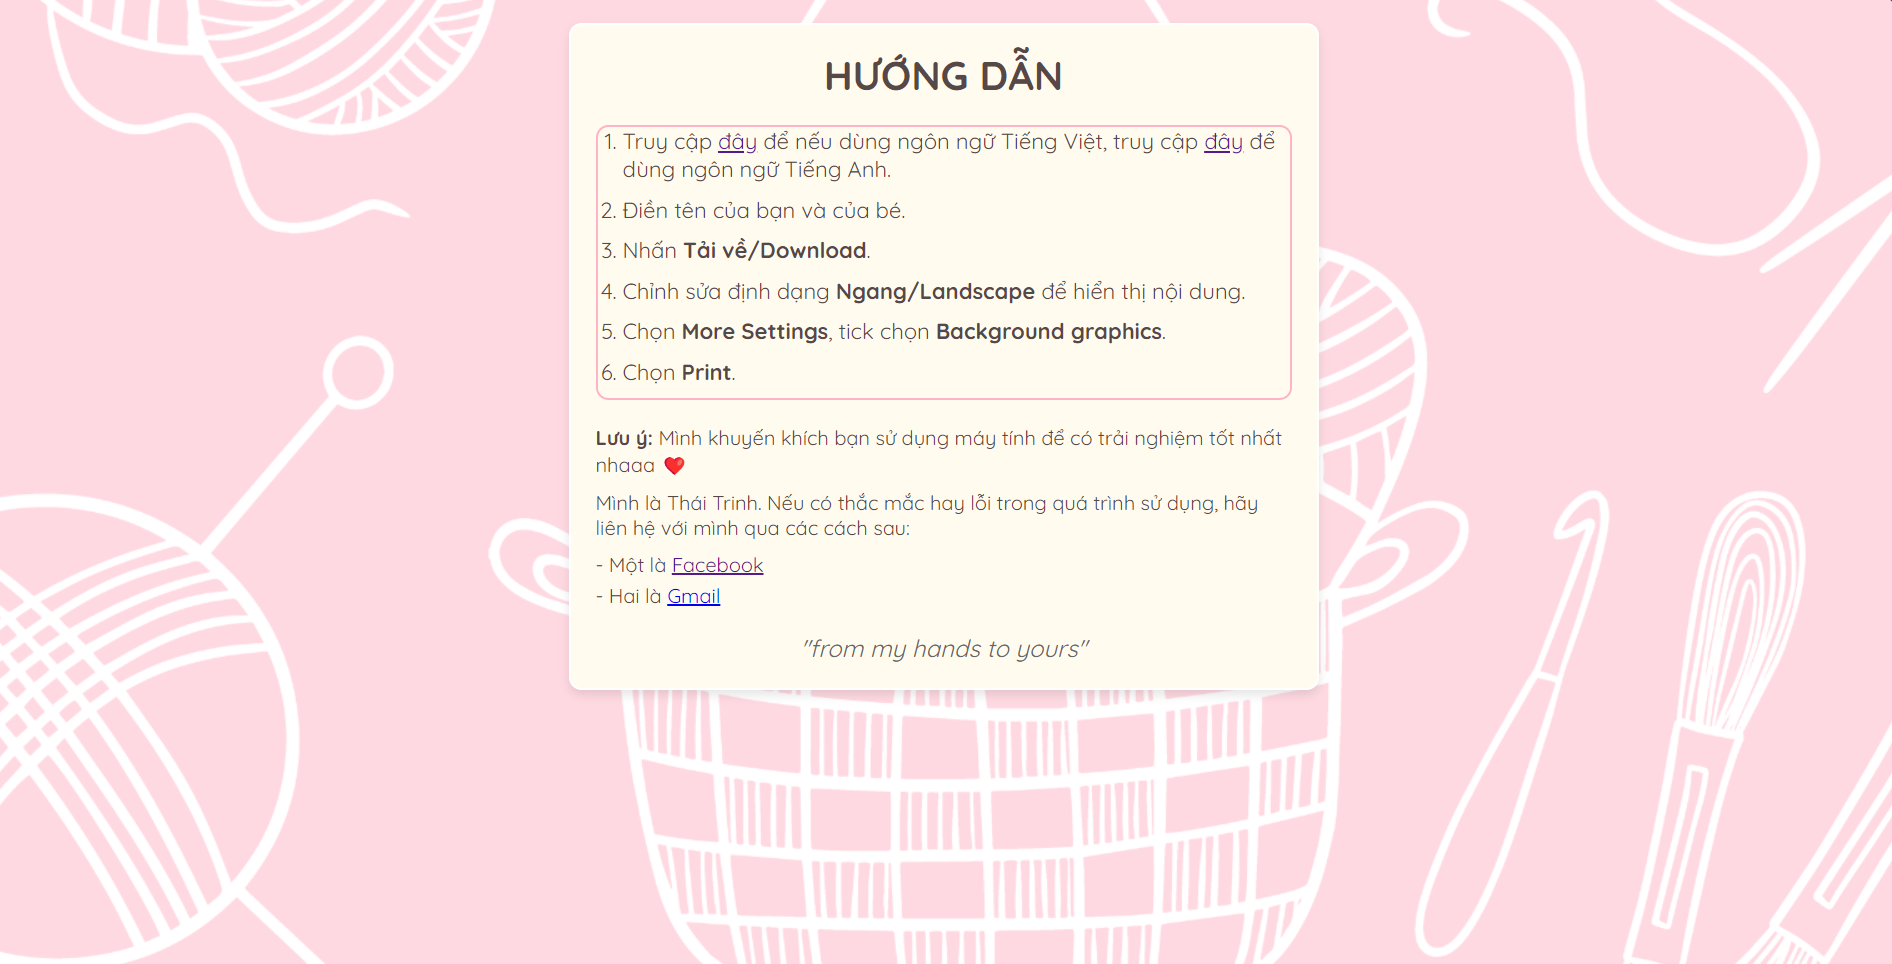 HƯỚNG DẪN
1. Truy cập đây để nếu dùng ngôn ngữ Tiếng Việt, truy cập đây để
dùng ngôn ngữ Tiếng Anh.
2. Điền tên của bạn và của bé.
3. Nhấn Tải về/Download.
4. Chỉnh sửa định dạng Ngang/Landscape để hiển thị nội dung.
5. Chọn More Settings, tick chọn Background graphics.
6. Chọn Print.
Lưu ý: Mình khuyến khích bạn sử dụng máy tính để có trải nghiệm tốt nhất
nhaaa ❤️
Mình là Thái Trinh. Nếu có thắc mắc hay lỗi trong quá trình sử dụng, hãy
liên hệ với mình qua các cách sau:
- Một là Facebook
- Hai là Gmail
"from my hands to yours"